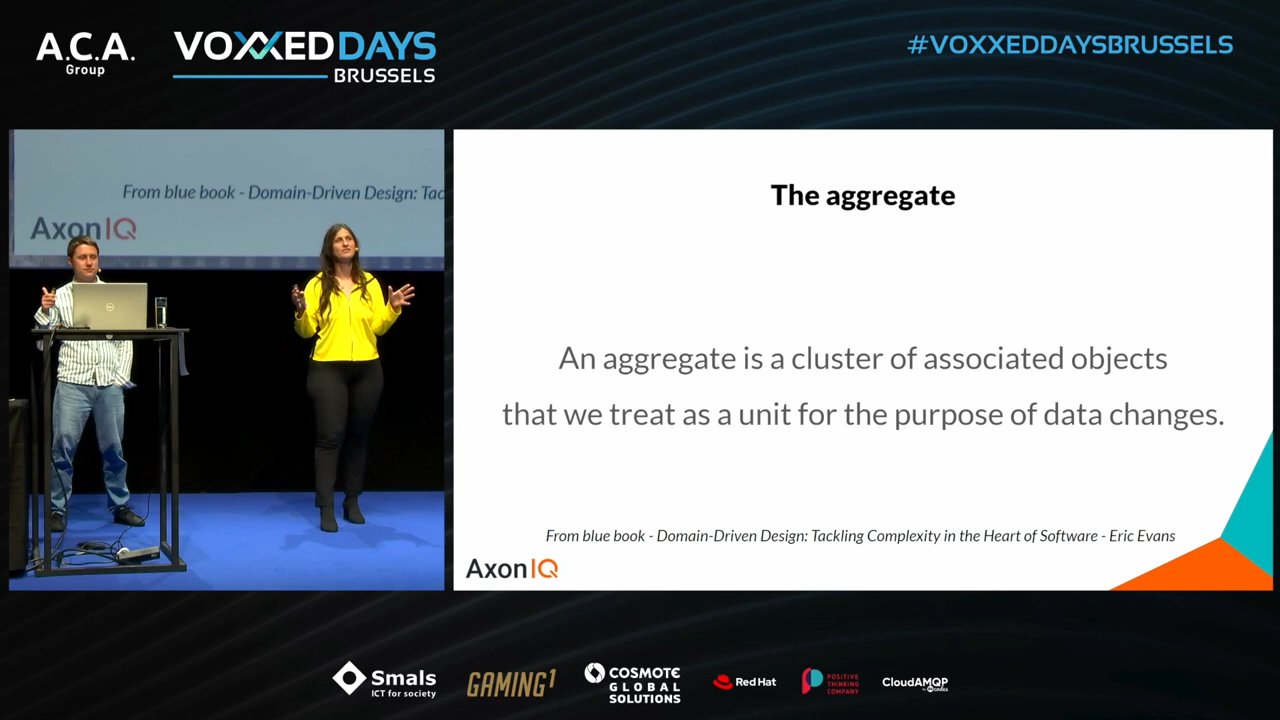 A.C.A.
Group
VOXXEDDAYS
BRUSSELS
#VOXXEDDAYSBRUSSELS
From blue book - Domain-Driven Design: Tac
AxonIQ
The aggregate
An aggregate is a cluster of associated objects
that we treat as a unit for the purpose of data changes.
From blue book - Domain-Driven Design: Tackling Complexity in the Heart of Software - Eric Evans
AxonIQ
Smals
ICT for society
GAMING1
COSMOTE
GLOBAL
SOLUTIONS
Red Hat
POSITIVE
THINKING
COMPANY
CloudAMQP